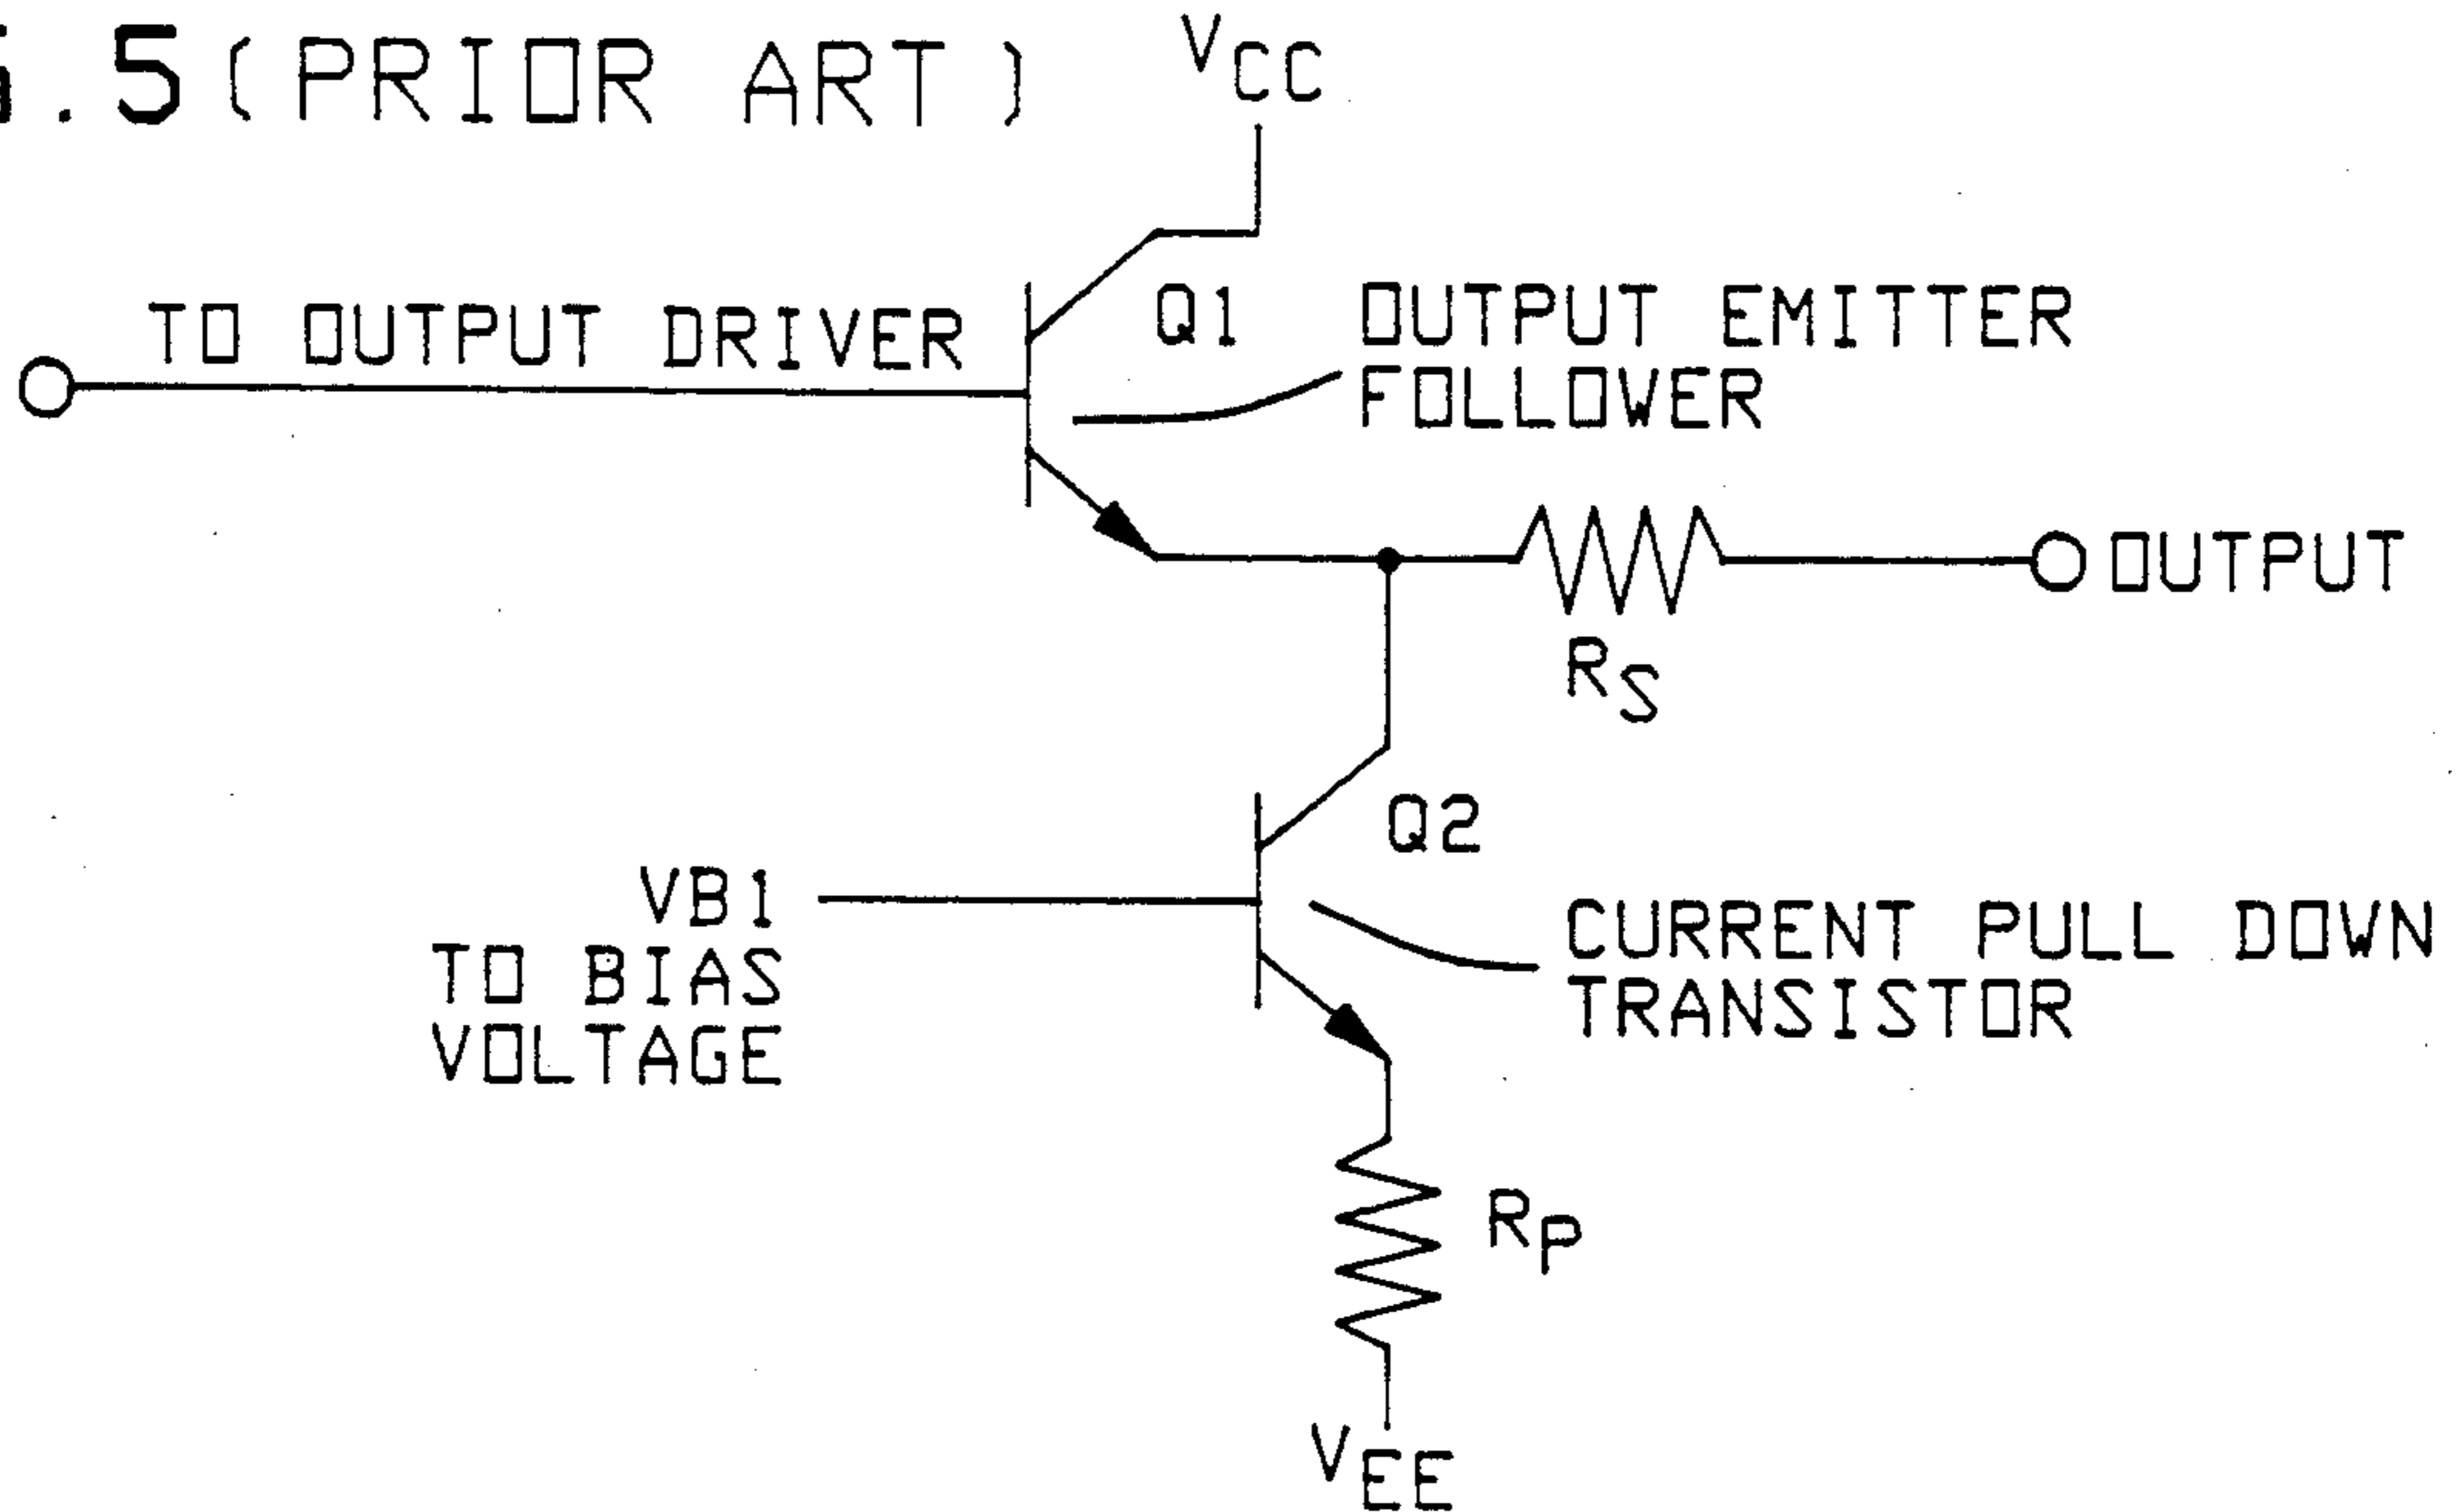 . 5 (PRIOR ART)
VCC
TO OUTPUT DRIVER
Q1
OUTPUT EMITTER
FOLLOWER
OUTPUT
RS
Q2
VB1
TO BIAS
VOLTAGE
CURRENT PULL DOWN
TRANSISTOR
RP
VEE